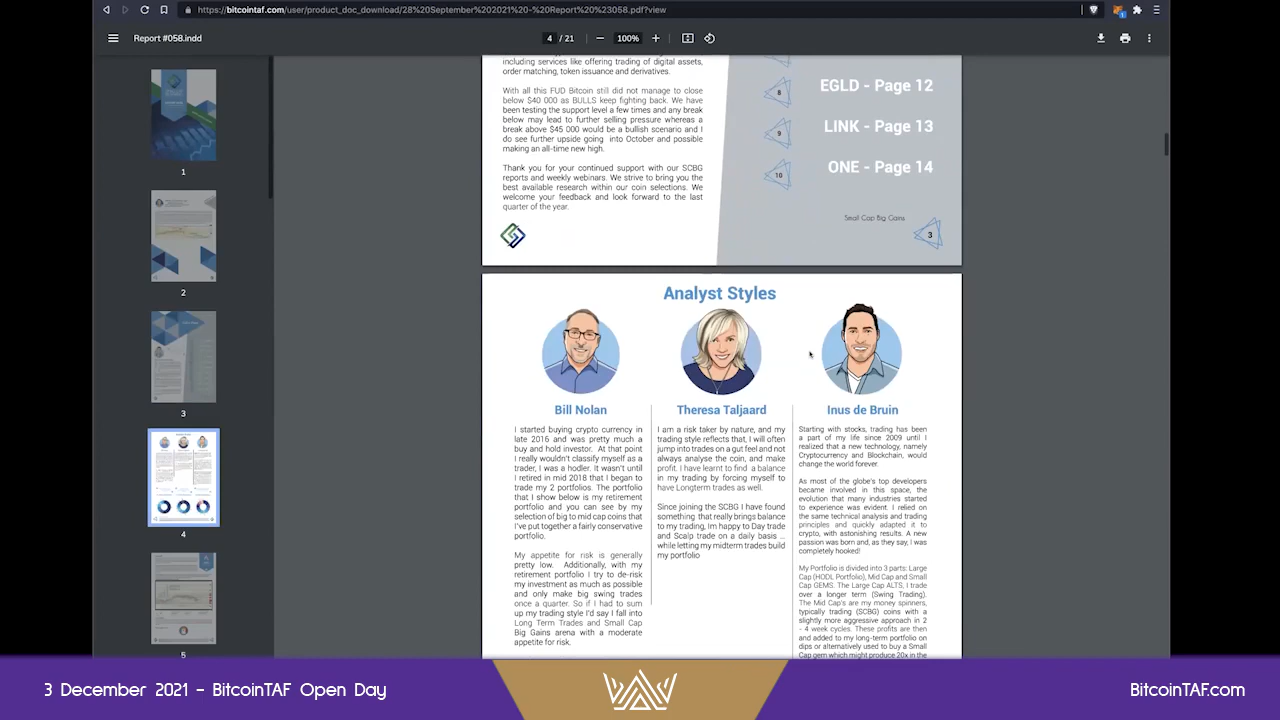 https://bitcointaf.com/user/product_doc_download/28%20September%202021%20-%20Report%20%23058.pdf?view
1
Report #058.indd
4 / 21
100%
1
2
3
4
5
including services like offering trading of digital assets,
order matching, token issuance and derivatives.
With all this FUD Bitcoin still did not manage to close
below $40 000 as BULLS keep fighting back. We have
been testing the support level a few times and any break
below may lead to further selling pressure whereas a
break above $45 000 would be a bullish scenario and I
do see further upside going into October and possible
making an all-time new high.
Thank you for your continued support with our SCBG
reports and weekly webinars. We strive to bring you the
best available research within our coin selections. We
welcome your feedback and look forward to the last
quarter of the year.
8
EGLD - Page 12
9
LINK - Page 13
10
ONE - Page 14
Small Cap Big Gains
3
Analyst Styles
Bill Nolan
I started buying crypto currency in
late 2016 and was pretty much a
buy and hold investor. At that point
I really wouldn't classify myself as a
trader, I was a hodler. It wasn't until
I retired in mid 2018 that I began to
trade my 2 portfolios. The portfolio
that I show below is my retirement
portfolio and you can see by my
selection of big to mid cap coins that
I've put together a fairly conservative
portfolio.
My appetite for risk is generally
pretty low. Additionally, with my
retirement portfolio I try to de-risk
my investment as much as possible
and only make big swing trades
once a quarter. So if I had to sum
up my trading style I'd say I fall into
Long Term Trades and Small Cap
Big Gains arena with a moderate
appetite for risk.
Theresa Taljaard
I am a risk taker by nature, and my
trading style reflects that, I will often
jump into trades on a gut feel and not
always analyse the coin, and make
profit. I have learnt to find a balance
in my trading by forcing myself to
have Longterm trades as well.
Since joining the SCBG I have found
something that really brings balance
to my trading, Im happy to Day trade
and Scalp trade on a daily basis ...
while letting my midterm trades build
my portfolio
Inus de Bruin
Starting with stocks, trading has been
a part of my life since 2009 until I
realized that a new technology, namely
Cryptocurrency and Blockchain, would
change the world forever.
As most of the globe's top developers
became involved in this space, the
evolution that many industries started
to experience was evident. I relied on
the same technical analysis and trading
principles and quickly adapted it to
crypto, with astonishing results. A new
passion was born and, as they say, I was
completely hooked!
My Portfolio is divided into 3 parts: Large
Cap (HODL Portfolio), Mid Cap and Small
Cap GEMS. The Large Cap ALTS, I trade
over a longer term (Swing Trading).
The Mid Cap's are my money spinners,
typically trading (SCBG) coins with a
slightly more aggressive approach in 2
- 4 week cycles. These profits are then
and added to my long-term portfolio on
dips or alternatively used to buy a Small
Cap gem which might produce 20x in the
3 December 2021 - BitcoinTAF Open Day
BitcoinTAF.com